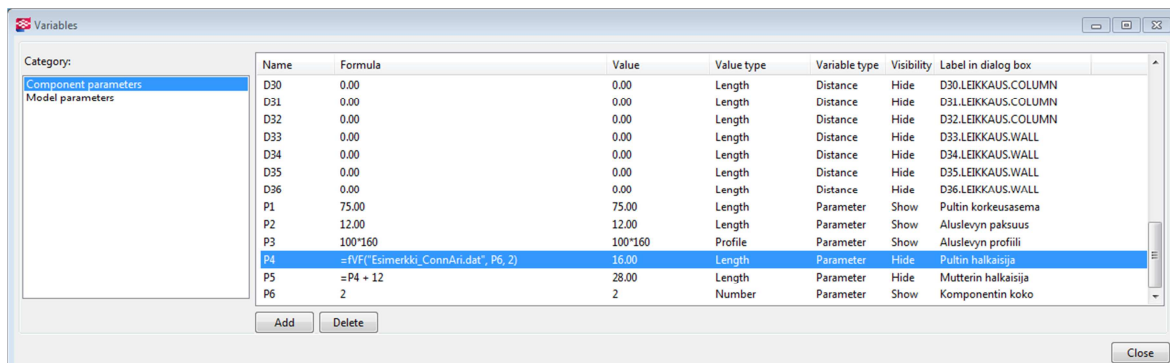 Variables
Category:
Component parameters
Model parameters
Name Formula Value Value type Variable type Visibility Label in dialog box
D30 0.00 0.00 Length Distance Hide D30.LEIKKAUS.COLUMN
D31 0.00 0.00 Length Distance Hide D31.LEIKKAUS.COLUMN
D32 0.00 0.00 Length Distance Hide D32.LEIKKAUS.COLUMN
D33 0.00 0.00 Length Distance Hide D33.LEIKKAUS.WALL
D34 0.00 0.00 Length Distance Hide D34.LEIKKAUS.WALL
D35 0.00 0.00 Length Distance Hide D35.LEIKKAUS.WALL
D36 0.00 0.00 Length Distance Hide D36.LEIKKAUS.WALL
P1 75.00 75.00 Length Parameter Show Pultin korkeusasema
P2 12.00 12.00 Length Parameter Show Aluslevyn paksuus
P3 100*160 100*160 Profile Parameter Show Aluslevyn profiili
P4 =fVF("Esimerkki_ConnAri.dat", P6, 2) 16.00 Length Parameter Hide Pultin halkaisija
P5 =P4 + 12 28.00 Length Parameter Hide Mutterin halkaisija
P6 2 2 Number Parameter Show Komponentin koko
Add Delete
Close